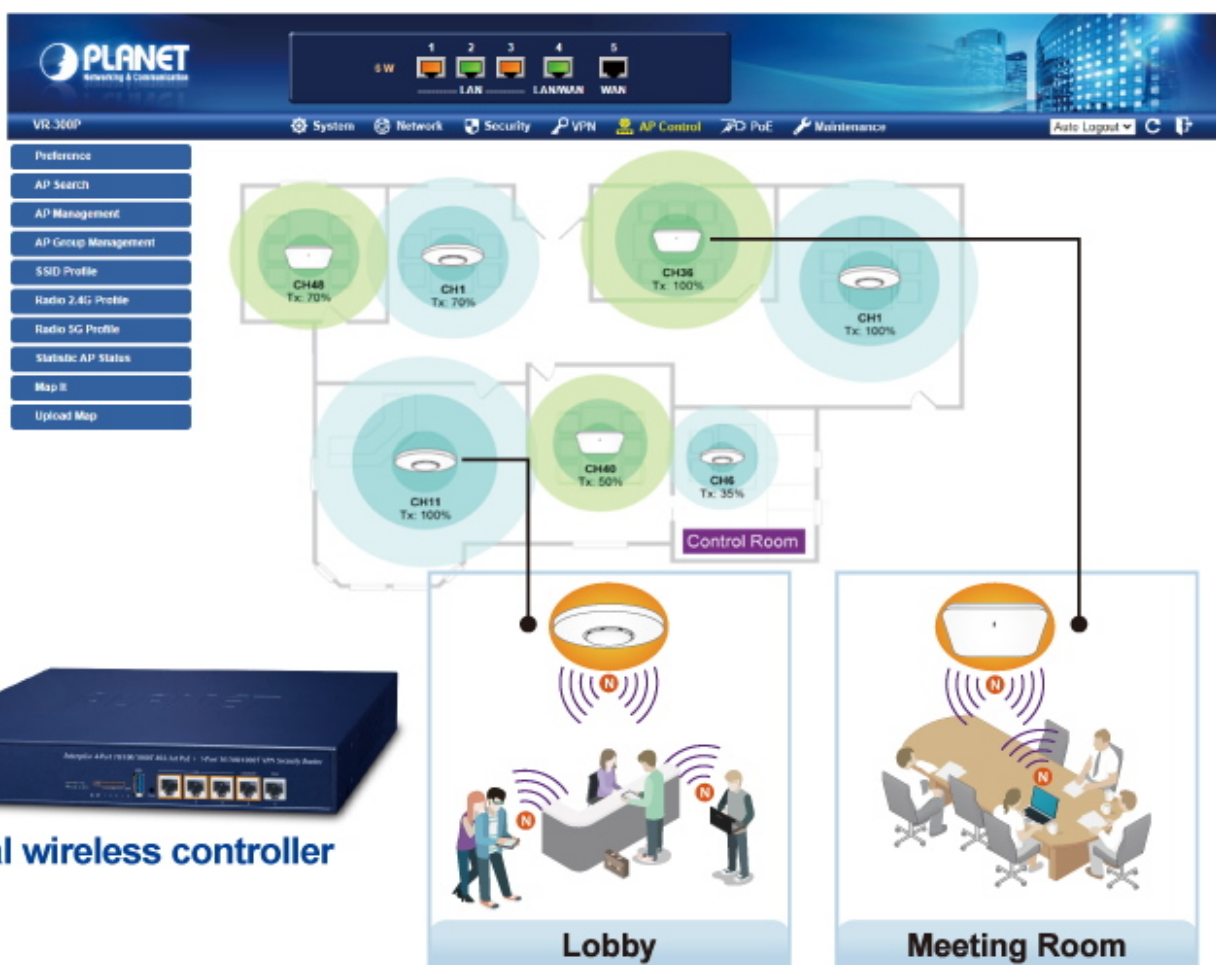 PLANET
Networking & Communication
1 2 3 4 5
6 W
LAN LAN/WAN WAN
VR-300P
System Network Security VPN AP Control PoE Maintenance
Auto Logout
Preference
AP Search
AP Management
AP Group Management
SSID Profile
Radio 2.4G Profile
Radio 5G Profile
Statistic AP Status
Map It
Upload Map
CH48
Tx: 70%
CH1
Tx: 70%
CH36
Tx: 100%
CH1
Tx: 100%
CH11
Tx: 100%
CH40
Tx: 50%
CH6
Tx: 35%
Control Room
N
N
N
N
N
al wireless controller
Lobby
Meeting Room